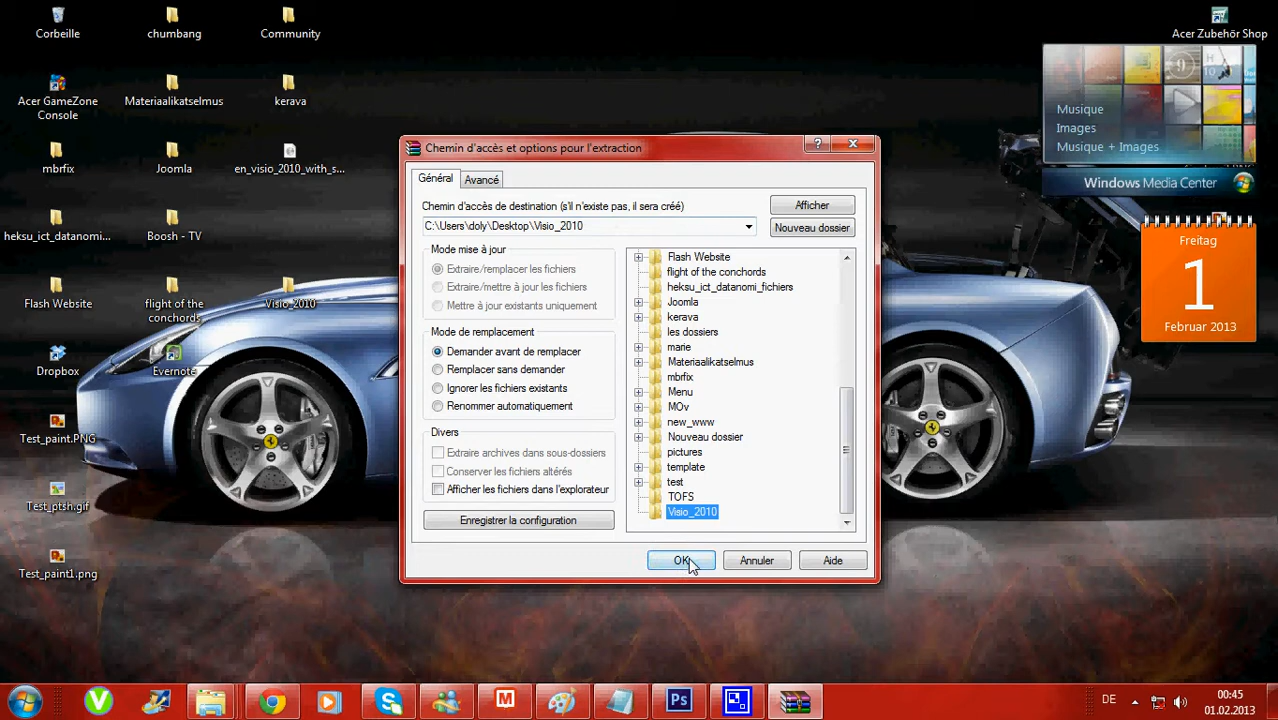 Corbeille
chumbang
Community
Acer Zubehör Shop
Acer GameZone
Console
Materiaalikatselmus
kerava
mbrfix
Joomla
en_visio_2010_with_s...
heksu_ict_datanomi...
Boosh - TV
Flash Website
flight of the
conchords
Visio_2010
Dropbox
Evernote
Test_paint.PNG
Test_ptsh.gif
Test_paint1.png
Chemin d'accès et options pour l'extraction
?
Général
Avancé
Chemin d'accès de destination (s'il n'existe pas, il sera créé)
Afficher
C:\Users\doly\Desktop\Visio_2010
Nouveau dossier
Mode mise à jour
Extraire/remplacer les fichiers
Extraire/mettre à jour les fichiers
Mettre à jour existants uniquement
Mode de remplacement
Demander avant de remplacer
Remplacer sans demander
Ignorer les fichiers existants
Renommer automatiquement
Divers
Extraire archives dans sous-dossiers
Conserver les fichiers altérés
Afficher les fichiers dans l'explorateur
Enregistrer la configuration
Flash Website
flight of the conchords
heksu_ict_datanomi_fichiers
Joomla
kerava
les dossiers
marie
Materiaalikatselmus
mbrfix
Menu
MOv
new_www
Nouveau dossier
pictures
template
test
TOFS
Visio_2010
OK
Annuler
Aide
Musique
Images
Musique + Images
Windows Media Center
Freitag
1
Februar 2013
Ps
DE
00:45
01.02.2013